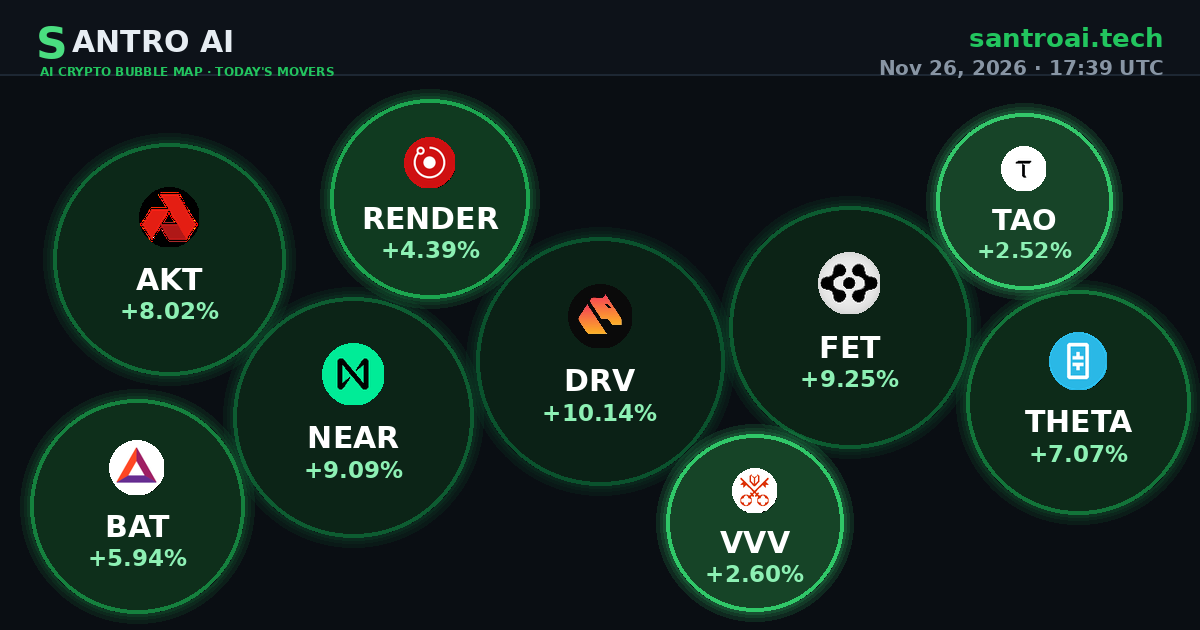 SANTRO AI
AI CRYPTO BUBBLE MAP · TODAY'S MOVERS
santroai.tech
Nov 26, 2026 · 17:39 UTC
AKT
+8.02%
RENDER
+4.39%
TAO
+2.52%
NEAR
+9.09%
DRV
+10.14%
FET
+9.25%
THETA
+7.07%
BAT
+5.94%
VVV
+2.60%